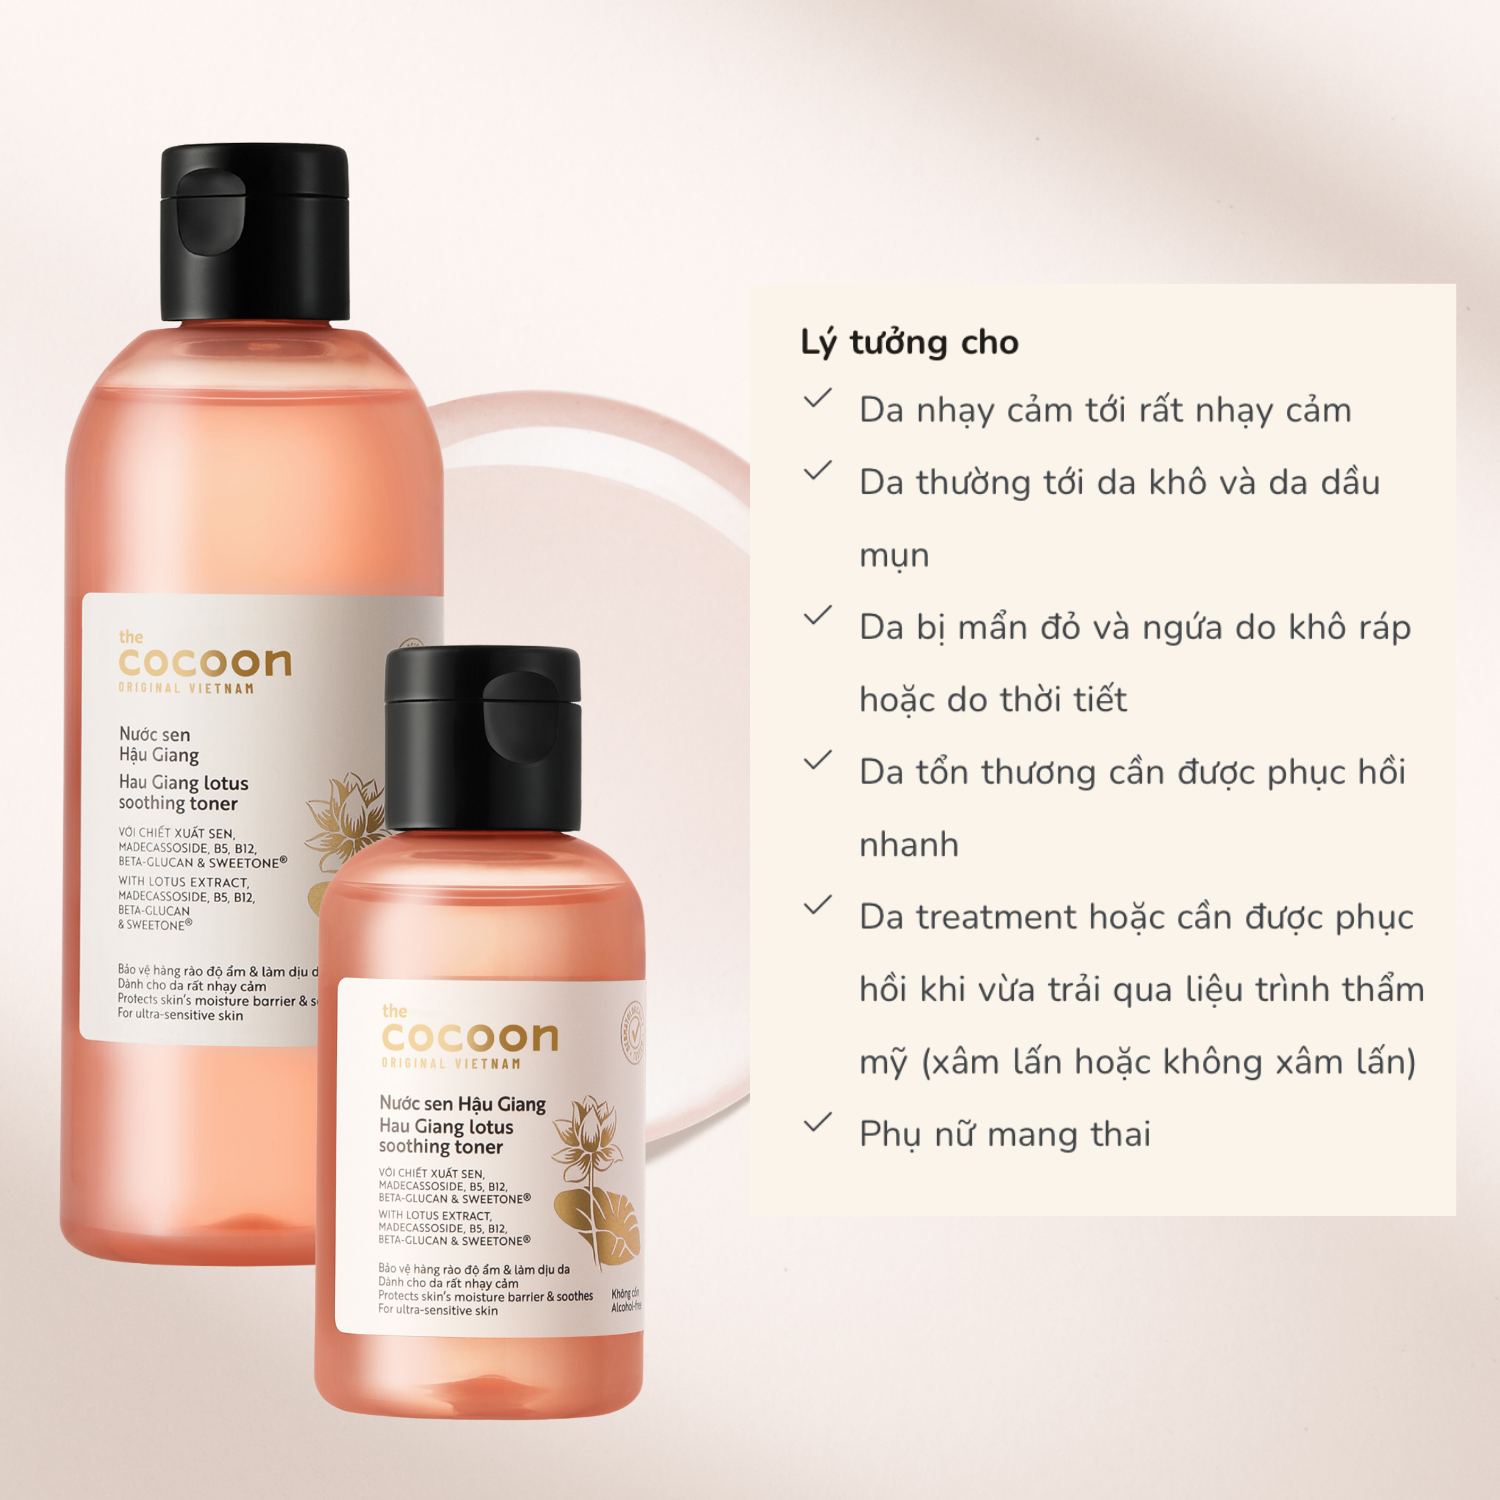 the
cocoon
ORIGINAL VIETNAM
Nước sen
Hậu Giang
Hau Giang lotus
soothing toner
VỚI CHIẾT XUẤT SEN,
MADECASSOSIDE, B5, B12,
BETA-GLUCAN & SWEETONE®
WITH LOTUS EXTRACT,
MADECASSOSIDE, B5, B12,
BETA-GLUCAN
& SWEETONE®
Bảo vệ hàng rào độ ẩm & làm dịu d
Dành cho da rất nhạy cảm
Protects skin's moisture barrier & s
For ultra-sensitive skin
the
cocoon
ORIGINAL VIETNAM
Nước sen Hậu Giang
Hau Giang lotus
soothing toner
VỚI CHIẾT XUẤT SEN,
MADECASSOSIDE, B5, B12,
BETA-GLUCAN & SWEETONE®
WITH LOTUS EXTRACT,
MADECASSOSIDE, B5, B12,
BETA-GLUCAN & SWEETONE®
Bảo vệ hàng rào độ ẩm & làm dịu da
Dành cho da rất nhạy cảm
Protects skin's moisture barrier & soothes
For ultra-sensitive skin
Không cồn
Alcohol-free
Lý tưởng cho
Da nhạy cảm tới rất nhạy cảm
Da thường tới da khô và da dầu
mụn
Da bị mẩn đỏ và ngứa do khô ráp
hoặc do thời tiết
Da tổn thương cần được phục hồi
nhanh
Da treatment hoặc cần được phục
hồi khi vừa trải qua liệu trình thẩm
mỹ (xâm lấn hoặc không xâm lấn)
Phụ nữ mang thai